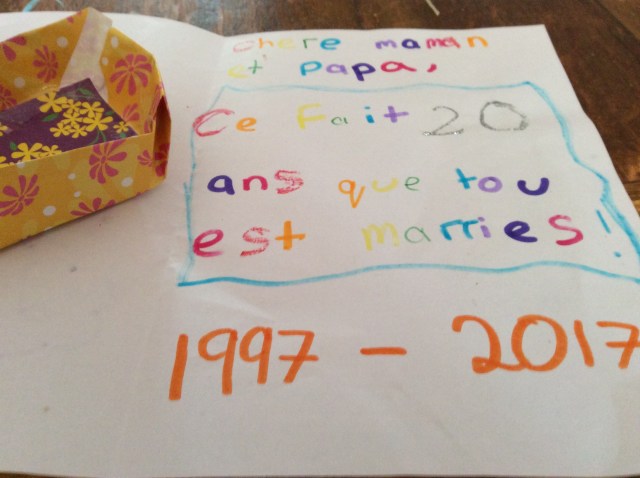 chere maman
et papa,
Ce Fait 20
ans que tou
est marries!
1997 - 2017